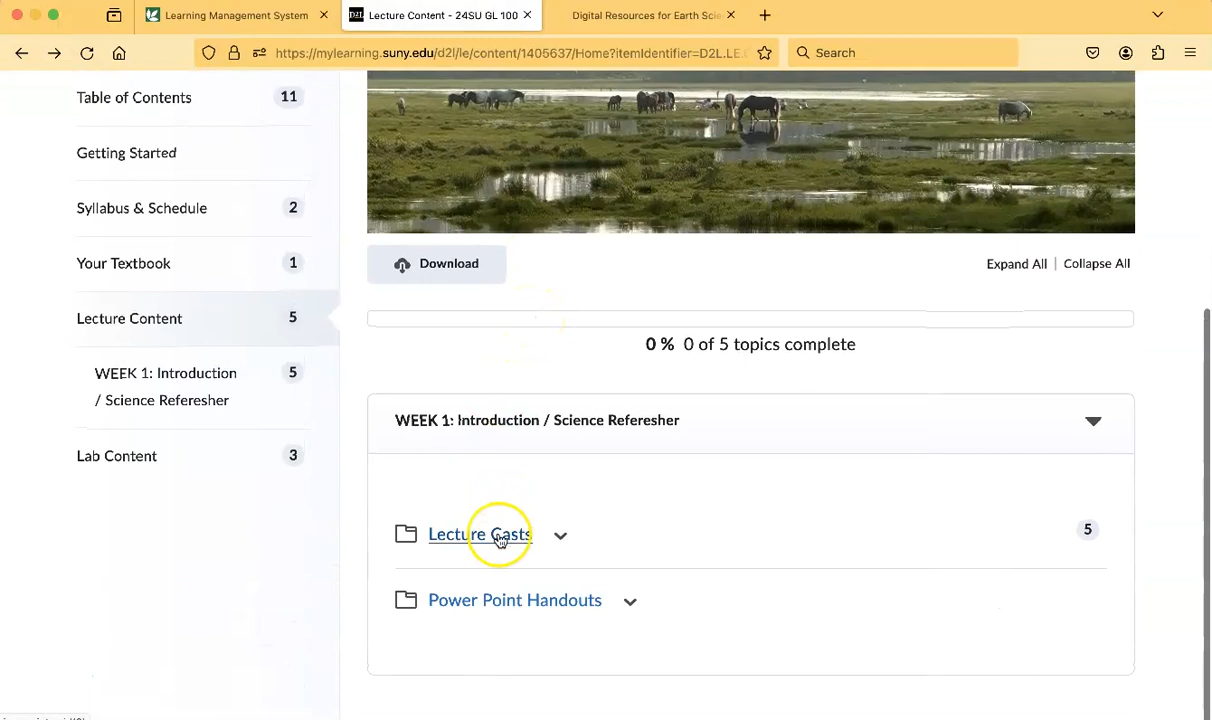 Learning Management System
Lecture Content - 24SU GL 100
Digital Resources for Earth Scie
https://mylearning.suny.edu/d2l/le/content/1405637/Home?itemIdentifier=D2L.LE.C
Search
Table of Contents 11
Getting Started
Syllabus & Schedule 2
Your Textbook 1
Lecture Content 5
WEEK 1: Introduction 5
/ Science Referesher
Lab Content 3
Download
Expand All | Collapse All
0 % 0 of 5 topics complete
WEEK 1: Introduction / Science Referesher
Lecture Casts 5
Power Point Handouts